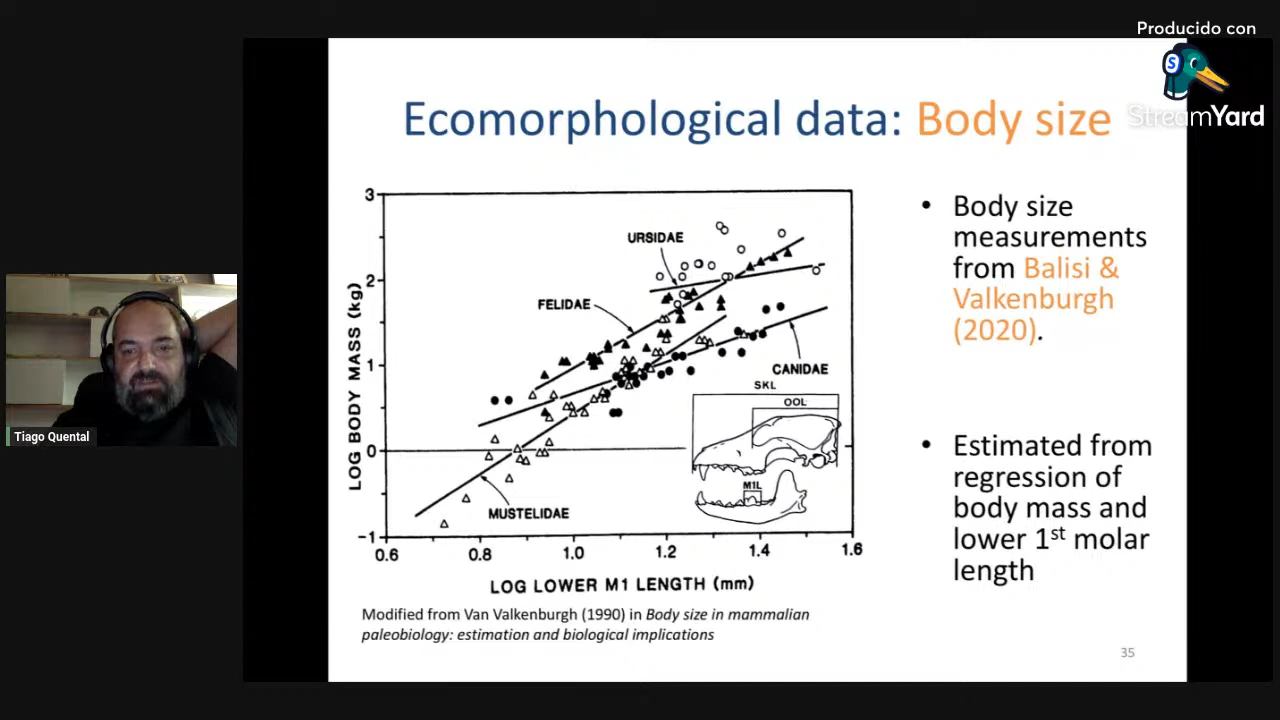 Producido con
StreamYard
Ecomorphological data: Body size
3
2
1
0
−1
0.6
0.8
1.0
1.2
1.4
1.6
LOG BODY MASS (kg)
LOG LOWER M1 LENGTH (mm)
URSIDAE
FELIDAE
CANIDAE
MUSTELIDAE
SKL
OOL
M1L
Modified from Van Valkenburgh (1990) in Body size in mammalian
paleobiology: estimation and biological implications
• Body size
measurements
from Balisi &
Valkenburgh
(2020).
• Estimated from
regression of
body mass and
lower 1st molar
length
35
Tiago Quental